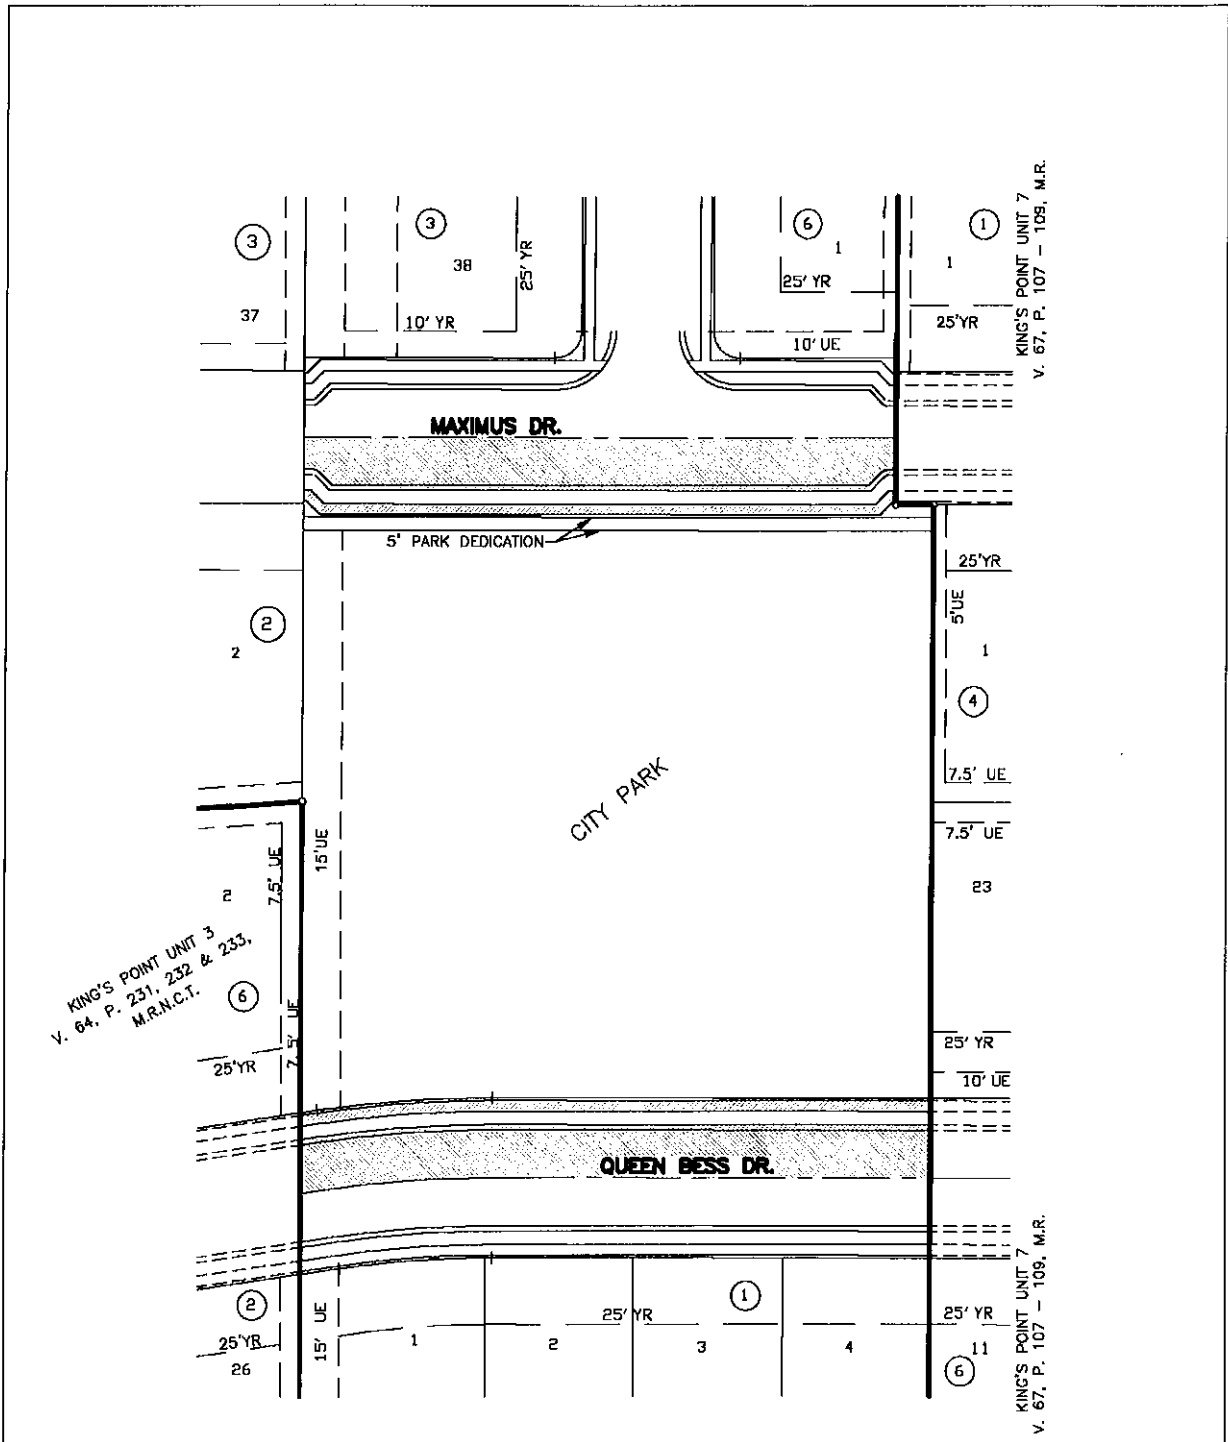 KING'S POINT UNIT 7
V. 67, P. 107 - 109, M.R.
3
3
6
1
38
1
1
25' YR
25' YR
37
10' YR
25'YR
10' UE
MAXIMUS DR.
5' PARK DEDICATION
25'YR
5'UE
2
2
1
4
7.5' UE
CITY PARK
7.5' UE
15'UE
7.5' UE
2
23
KING'S POINT UNIT 3
V. 64, P. 231, 232 & 233,
M.R.N.C.T.
6
7.5' UE
25'YR
25' YR
10' UE
QUEEN BESS DR.
2
15' UE
1
25' YR
25' YR
25'YR
1
2
3
4
11
26
6
KING'S POINT UNIT 7
V. 67, P. 107 - 109, M.R.